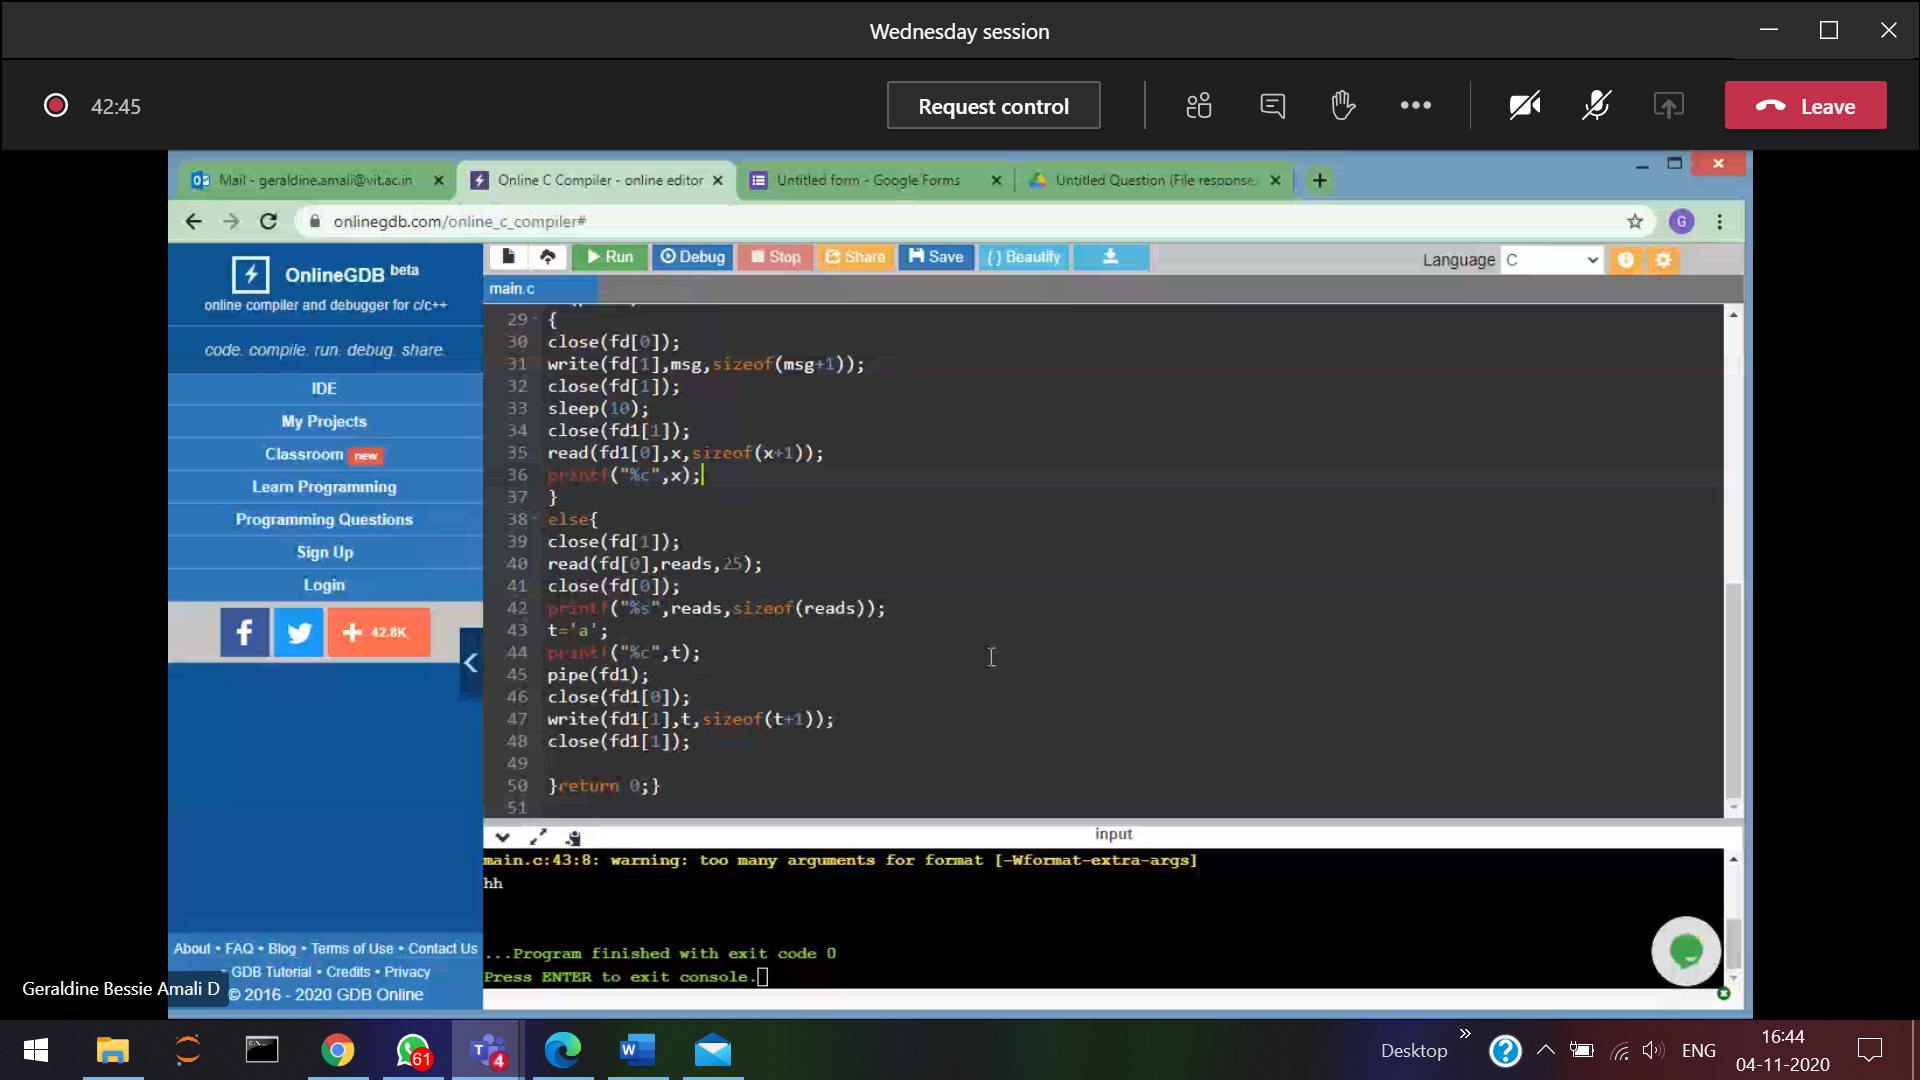 Wednesday session
42:45
Request control
Leave
Mail - geraldine.amali@vit.ac.in
Online C Compiler - online editor
Untitled form - Google Forms
Untitled Question (File response
onlinegdb.com/online_c_compiler#
G
OnlineGDB beta
online compiler and debugger for c/c++
code. compile. run. debug. share.
IDE
My Projects
Classroom new
Learn Programming
Programming Questions
Sign Up
Login
42.8K
About • FAQ • Blog • Terms of Use • Contact Us
• GDB Tutorial • Credits • Privacy
© 2016 - 2020 GDB Online
Geraldine Bessie Amali D
Run
Debug
Stop
Share
Save
{ } Beautify
Language C
main.c
29 {
30 close(fd[0]);
31 write(fd[1],msg,sizeof(msg+1));
32 close(fd[1]);
33 sleep(10);
34 close(fd1[1]);
35 read(fd1[0],x,sizeof(x+1));
36 printf("%c",x);
37 }
38 else{
39 close(fd[1]);
40 read(fd[0],reads,25);
41 close(fd[0]);
42 printf("%s",reads,sizeof(reads));
43 t='a';
44 printf("%c",t);
45 pipe(fd1);
46 close(fd1[0]);
47 write(fd1[1],t,sizeof(t+1));
48 close(fd1[1]);
49
50 }return 0;}
51
input
main.c:43:8: warning: too many arguments for format [-Wformat-extra-args]
hh
...Program finished with exit code 0
Press ENTER to exit console.
61
T
4
W
Desktop
ENG
16:44
04-11-2020